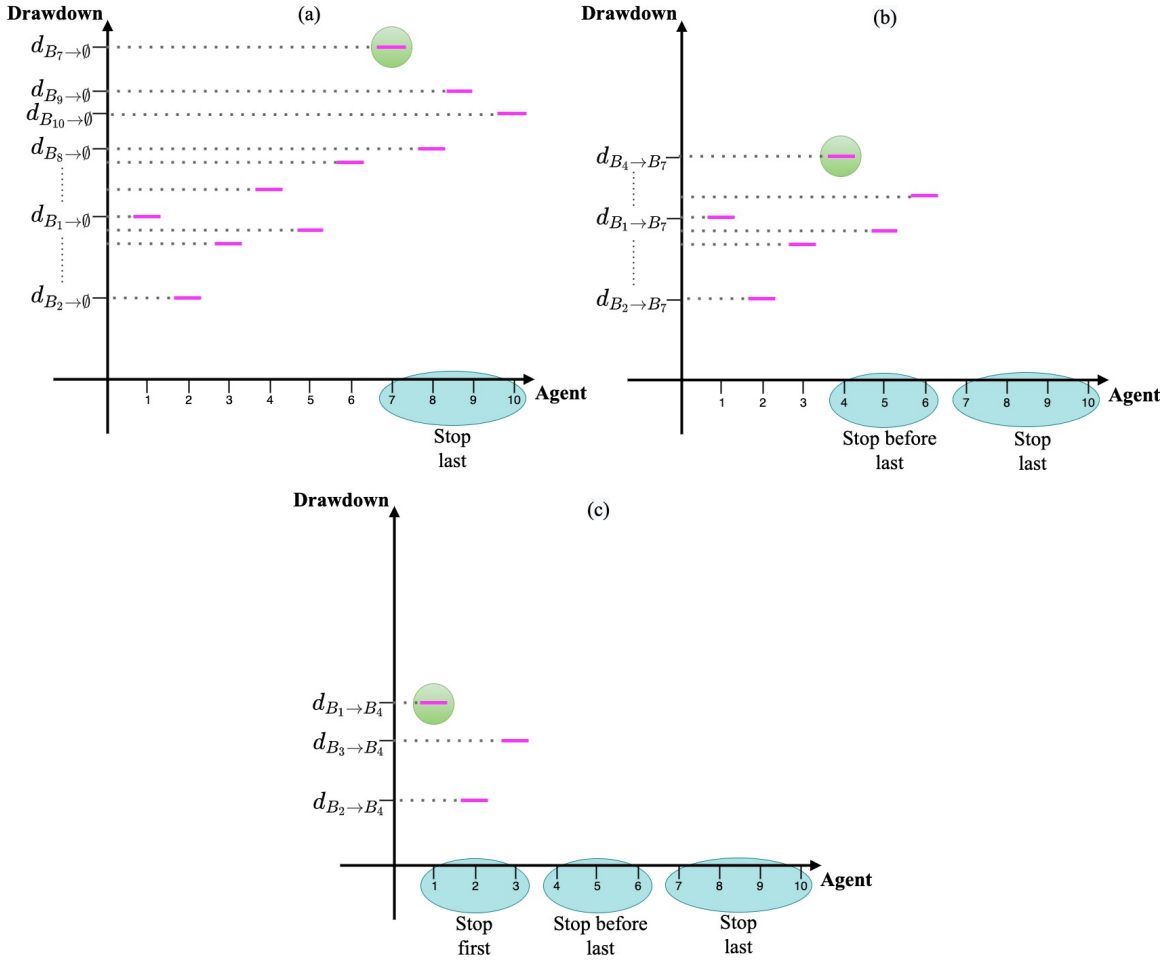 (a)
Drawdown
d_{B_7→∅}
d_{B_9→∅}
d_{B_{10}→∅}
d_{B_8→∅}
d_{B_1→∅}
d_{B_2→∅}
1 2 3 4 5 6 7 8 9 10
Agent
Stop
last
(b)
Drawdown
d_{B_4→B_7}
d_{B_1→B_7}
d_{B_2→B_7}
1 2 3 4 5 6 7 8 9 10
Agent
Stop before
last
Stop
last
(c)
Drawdown
d_{B_1→B_4}
d_{B_3→B_4}
d_{B_2→B_4}
1 2 3 4 5 6 7 8 9 10
Agent
Stop
first
Stop before
last
Stop
last